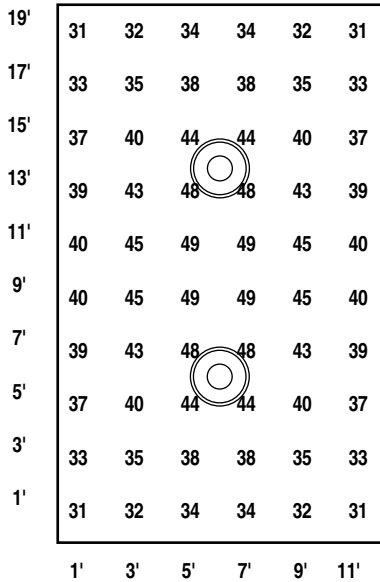 19' 31 32 34 34 32 31
17' 33 35 38 38 35 33
15' 37 40 44 44 40 37
13' 39 43 48 48 43 39
11' 40 45 49 49 45 40
9' 40 45 49 49 45 40
7' 39 43 48 48 43 39
5' 37 40 44 44 40 37
3' 33 35 38 38 35 33
1' 31 32 34 34 32 31
1' 3' 5' 7' 9' 11'